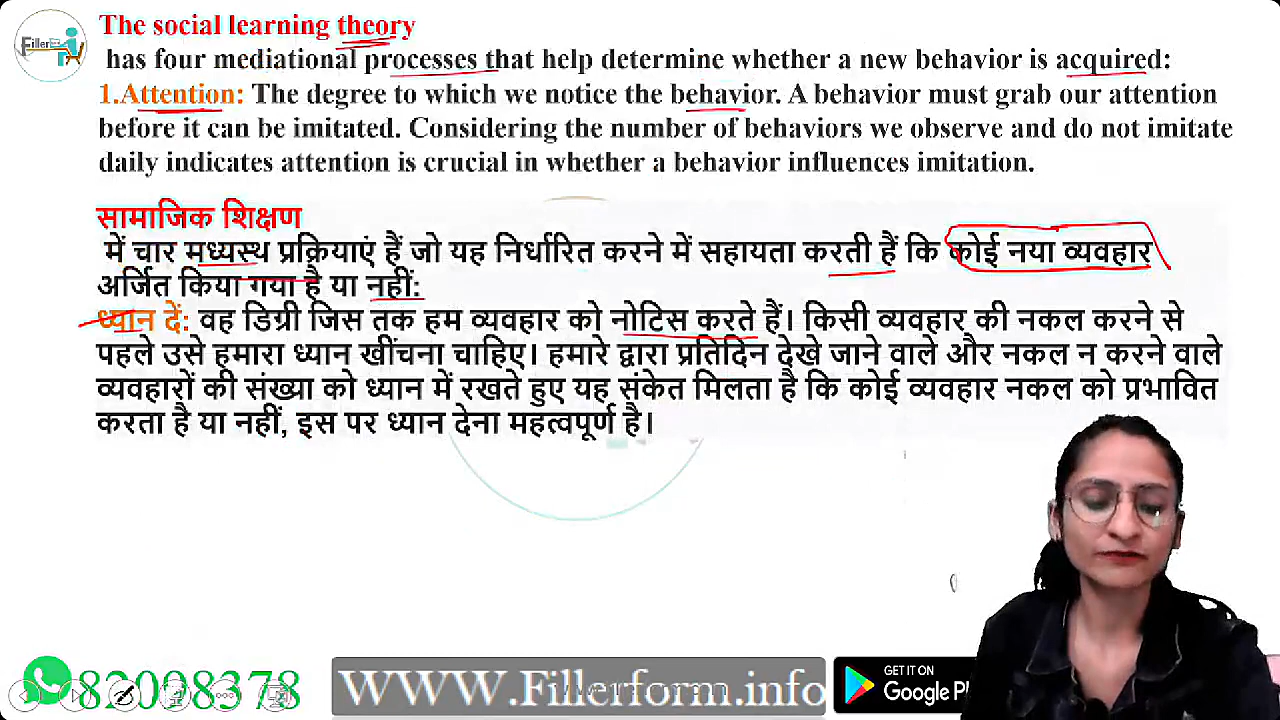 The social learning theory
has four mediational processes that help determine whether a new behavior is acquired:
1.Attention: The degree to which we notice the behavior. A behavior must grab our attention
before it can be imitated. Considering the number of behaviors we observe and do not imitate
daily indicates attention is crucial in whether a behavior influences imitation.
सामाजिक शिक्षण
में चार मध्यस्थ प्रक्रियाएं हैं जो यह निर्धारित करने में सहायता करती हैं कि कोई नया व्यवहार
अर्जित किया गया है या नहीं:
ध्यान दें: वह डिग्री जिस तक हम व्यवहार को नोटिस करते हैं। किसी व्यवहार की नकल करने से
पहले उसे हमारा ध्यान खींचना चाहिए। हमारे द्वारा प्रतिदिन देखे जाने वाले और नकल न करने वाले
व्यवहारों की संख्या को ध्यान में रखते हुए यह संकेत मिलता है कि कोई व्यवहार नकल को प्रभावित
करता है या नहीं, इस पर ध्यान देना महत्वपूर्ण है।
82098378
WWW.Fillerform.info
GET IT ON
Google Pl